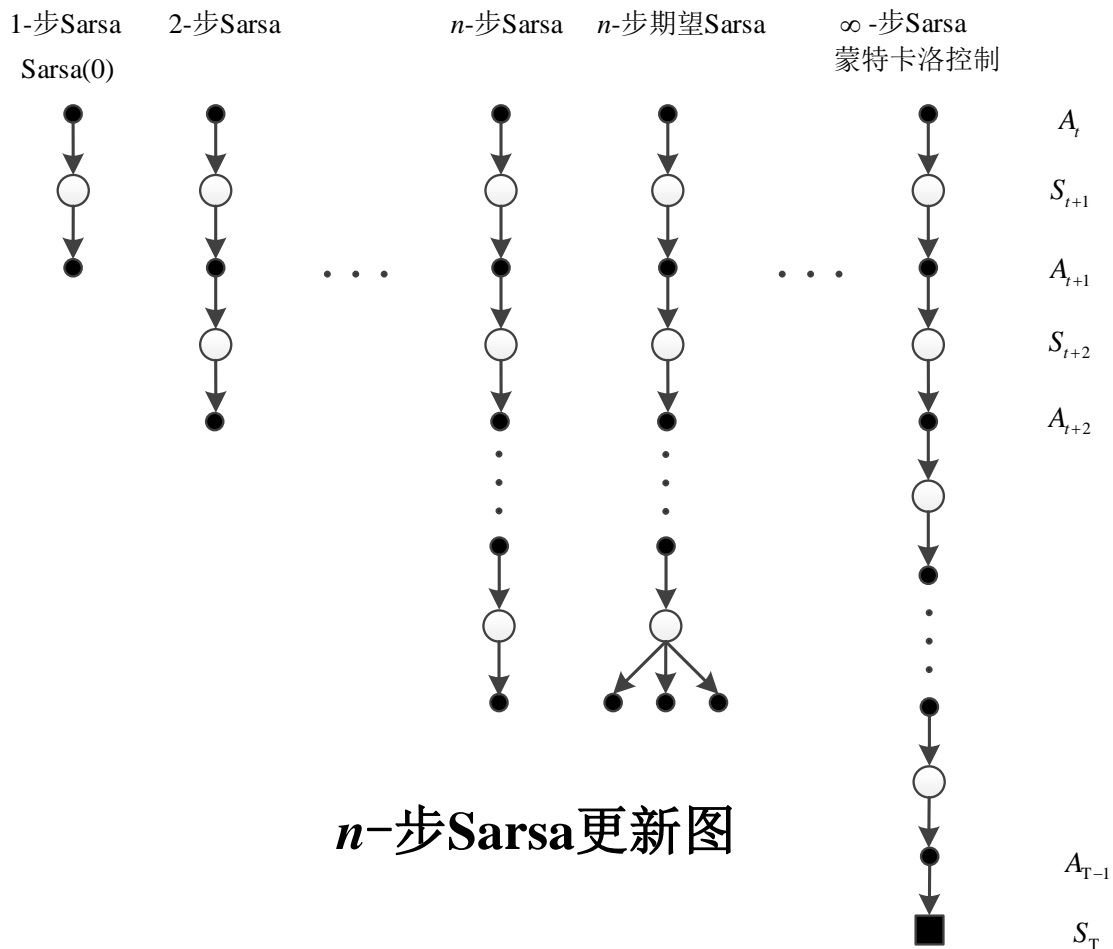 1-步Sarsa
Sarsa(0)
2-步Sarsa
n-步Sarsa
n-步期望Sarsa
∞-步Sarsa
蒙特卡洛控制
A_t
S_{t+1}
A_{t+1}
S_{t+2}
A_{t+2}
A_{T-1}
S_T
n-步Sarsa更新图